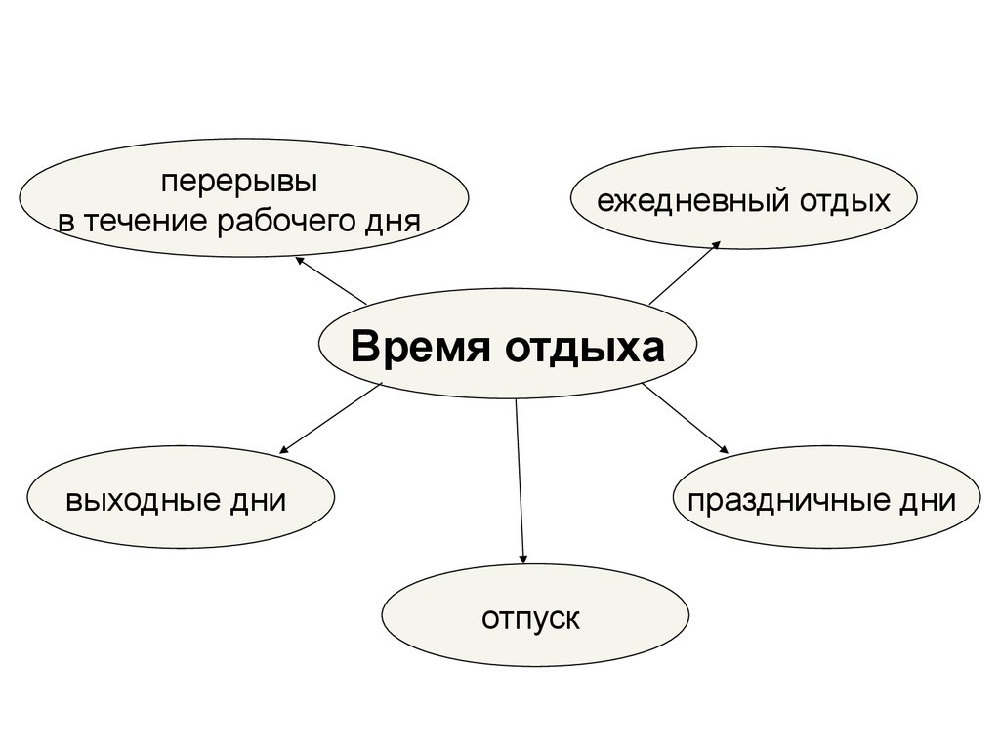 перерывы
в течение рабочего дня
ежедневный отдых
Время отдыха
выходные дни
праздничные дни
отпуск